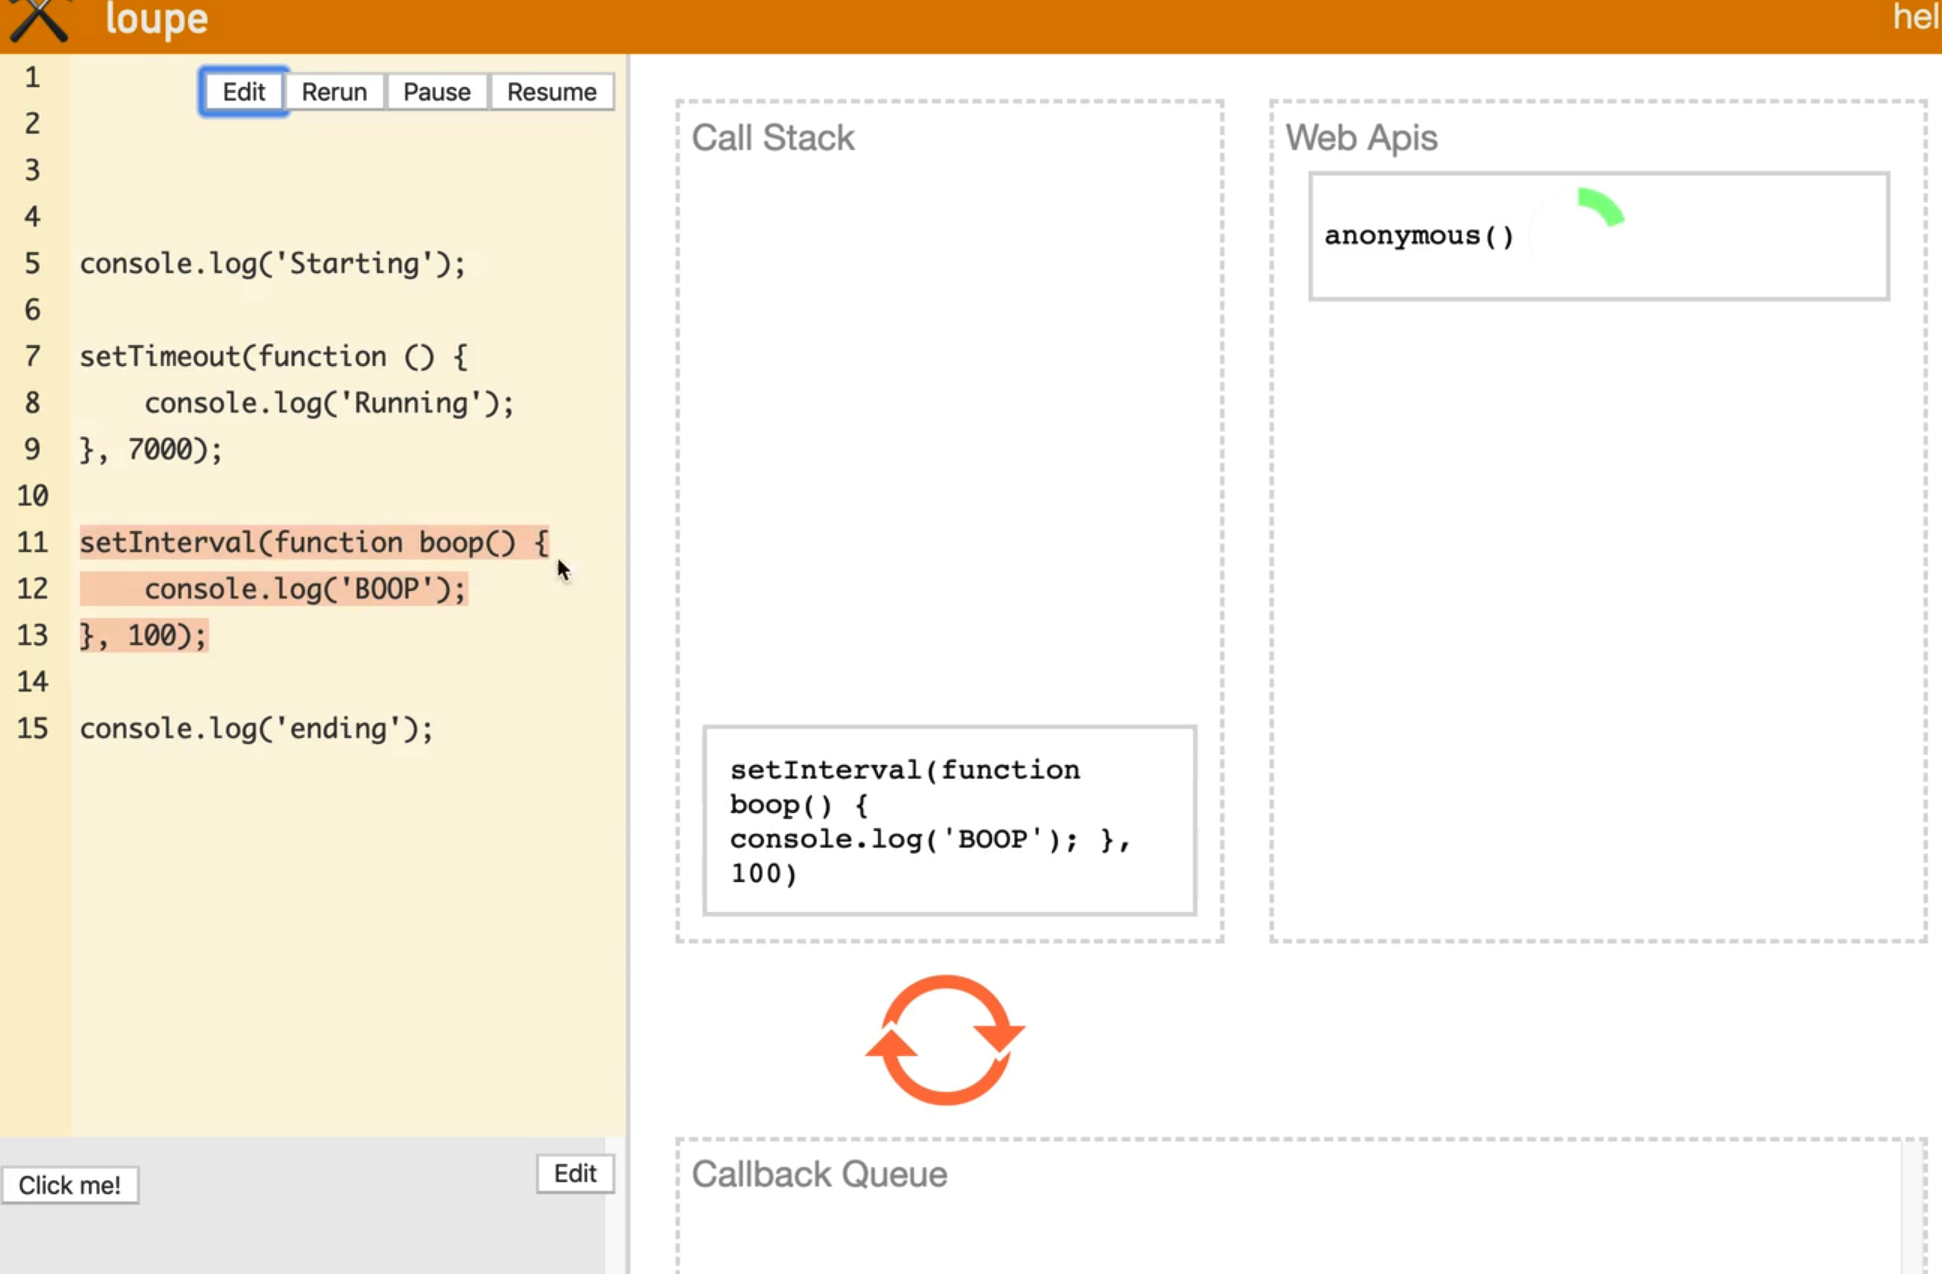 loupe
hel
Edit Rerun Pause Resume
1
2
3
4
5 console.log('Starting');
6
7 setTimeout(function () {
8     console.log('Running');
9 }, 7000);
10
11 setInterval(function boop() {
12     console.log('BOOP');
13 }, 100);
14
15 console.log('ending');
Click me!
Edit
Call Stack
setInterval(function
boop() {
console.log('BOOP'); },
100)
Web Apis
anonymous()
Callback Queue